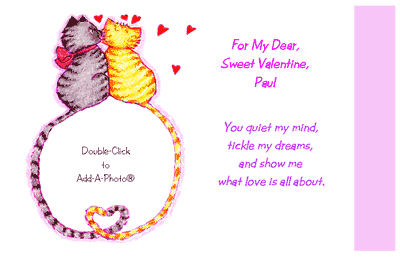 Double-Click
to
Add-A-Photo®
For My Dear,
Sweet Valentine,
Paul
You quiet my mind,
tickle my dreams,
and show me
what love is all about.